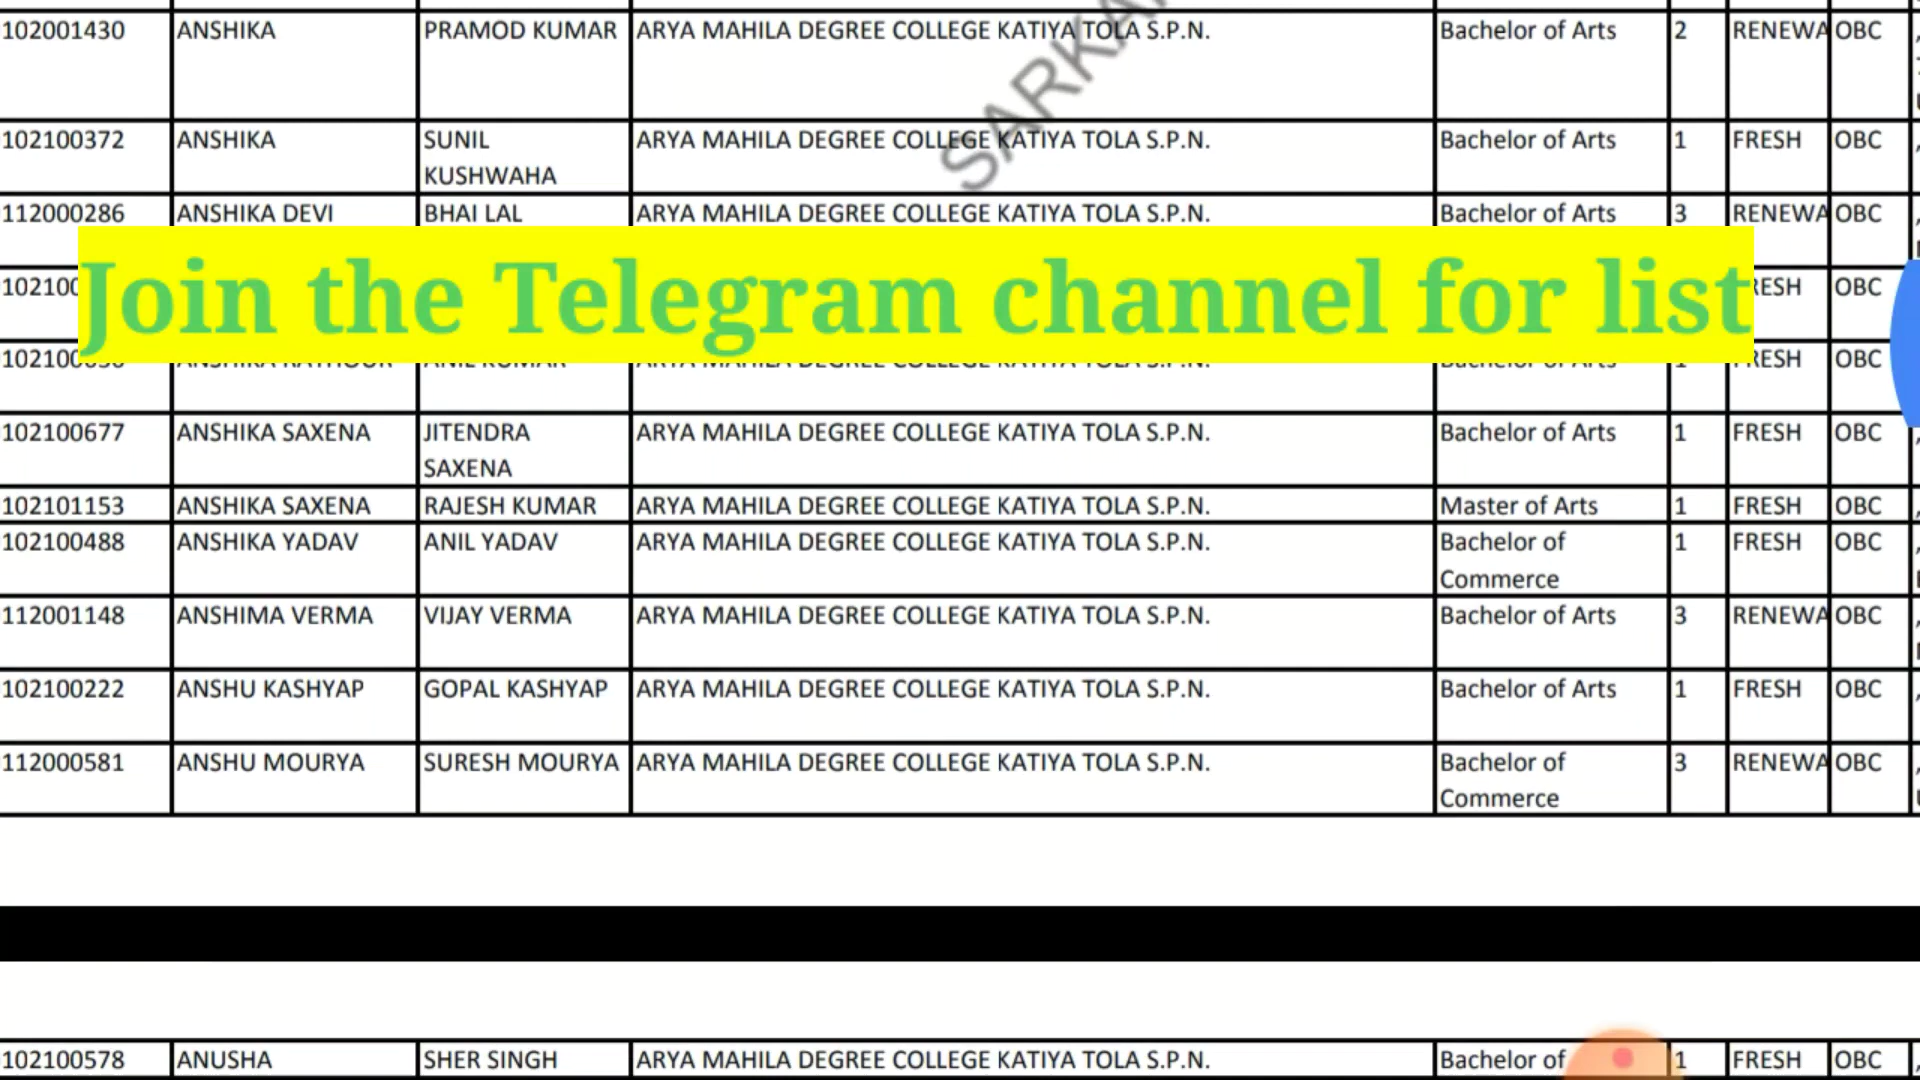 102001430 ANSHIKA PRAMOD KUMAR ARYA MAHILA DEGREE COLLEGE KATIYA TOLA S.P.N. Bachelor of Arts 2 RENEWA OBC
102100372 ANSHIKA SUNIL ARYA MAHILA DEGREE COLLEGE KATIYA TOLA S.P.N. Bachelor of Arts 1 FRESH OBC
KUSHWAHA
112000286 ANSHIKA DEVI BHAI LAL ARYA MAHILA DEGREE COLLEGE KATIYA TOLA S.P.N. Bachelor of Arts 3 RENEWA OBC
Join the Telegram channel for list
OBC
OBC
102100677 ANSHIKA SAXENA JITENDRA ARYA MAHILA DEGREE COLLEGE KATIYA TOLA S.P.N. Bachelor of Arts 1 FRESH OBC
SAXENA
102101153 ANSHIKA SAXENA RAJESH KUMAR ARYA MAHILA DEGREE COLLEGE KATIYA TOLA S.P.N. Master of Arts 1 FRESH OBC
102100488 ANSHIKA YADAV ANIL YADAV ARYA MAHILA DEGREE COLLEGE KATIYA TOLA S.P.N. Bachelor of 1 FRESH OBC
Commerce
112001148 ANSHIMA VERMA VIJAY VERMA ARYA MAHILA DEGREE COLLEGE KATIYA TOLA S.P.N. Bachelor of Arts 3 RENEWA OBC
102100222 ANSHU KASHYAP GOPAL KASHYAP ARYA MAHILA DEGREE COLLEGE KATIYA TOLA S.P.N. Bachelor of Arts 1 FRESH OBC
112000581 ANSHU MOURYA SURESH MOURYA ARYA MAHILA DEGREE COLLEGE KATIYA TOLA S.P.N. Bachelor of 3 RENEWA OBC
Commerce
102100578 ANUSHA SHER SINGH ARYA MAHILA DEGREE COLLEGE KATIYA TOLA S.P.N. Bachelor of 1 FRESH OBC